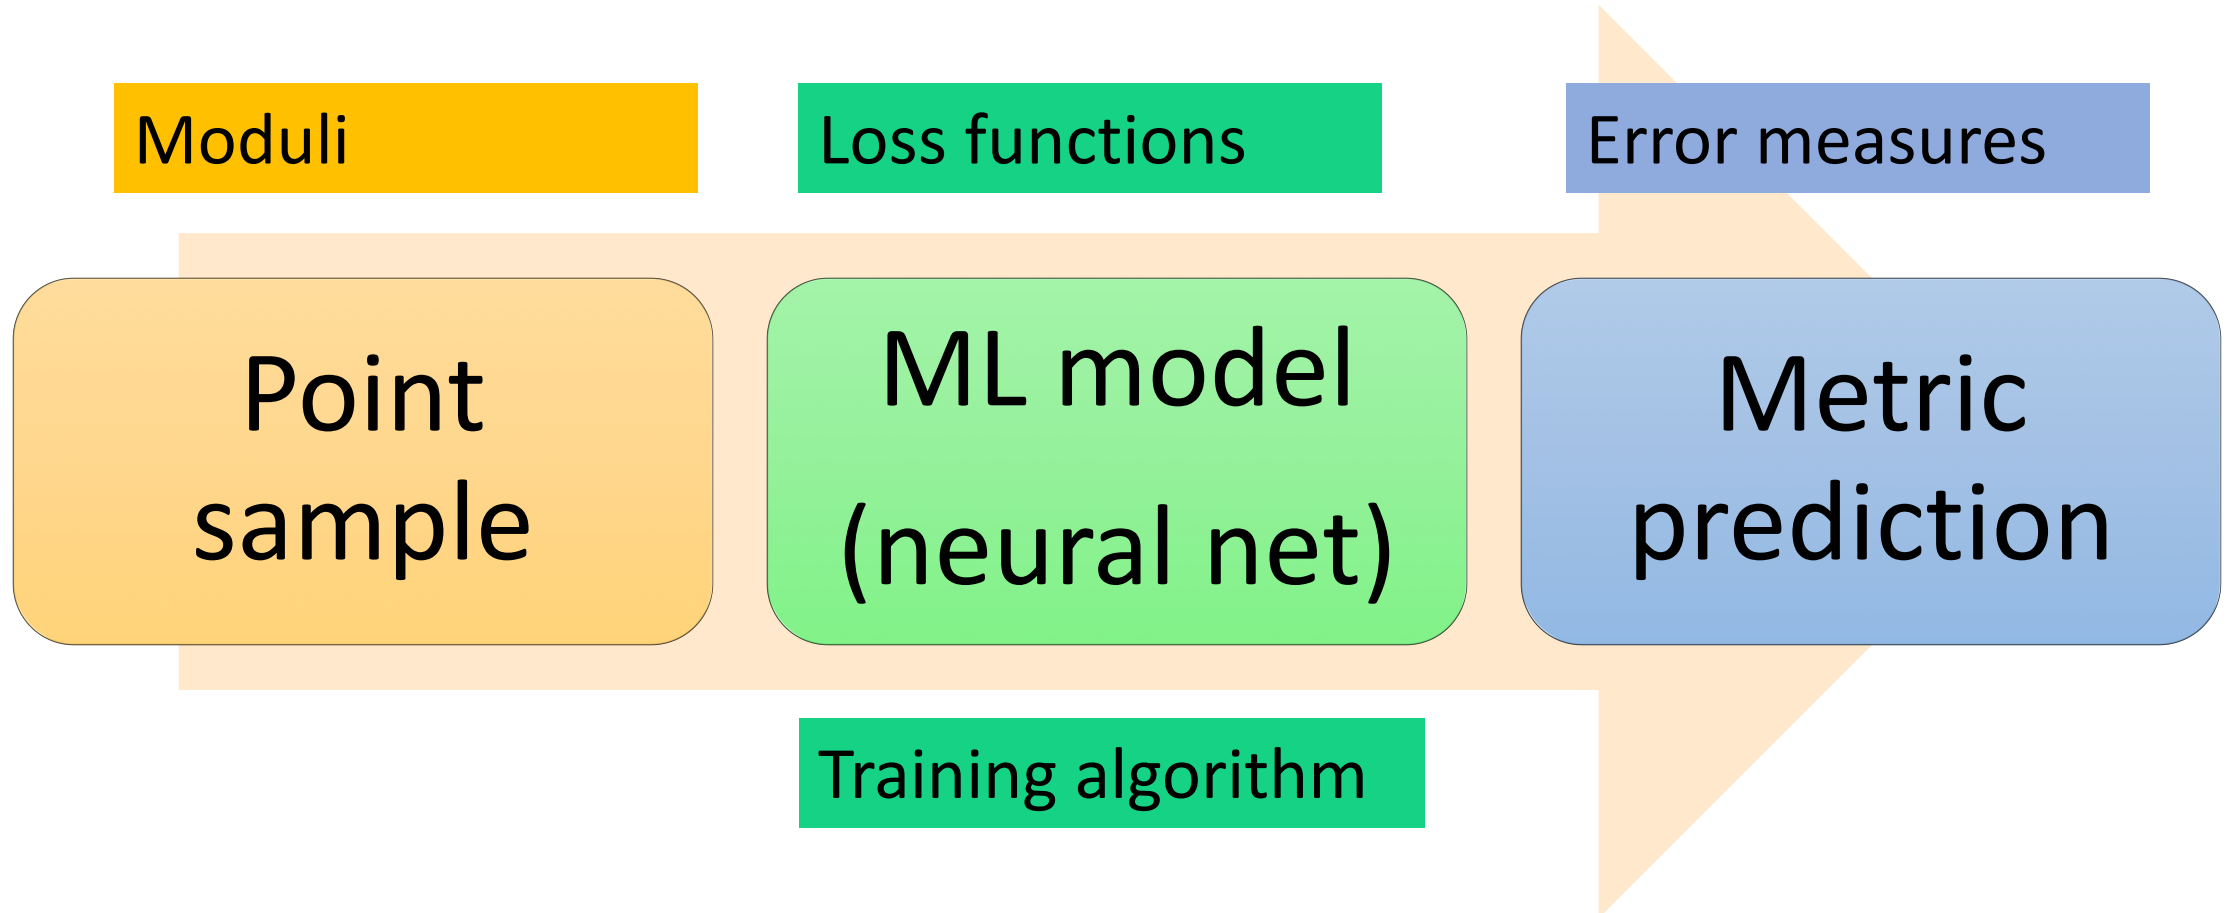 Moduli
Loss functions
Error measures
Point
sample
ML model
(neural net)
Metric
prediction
Training algorithm